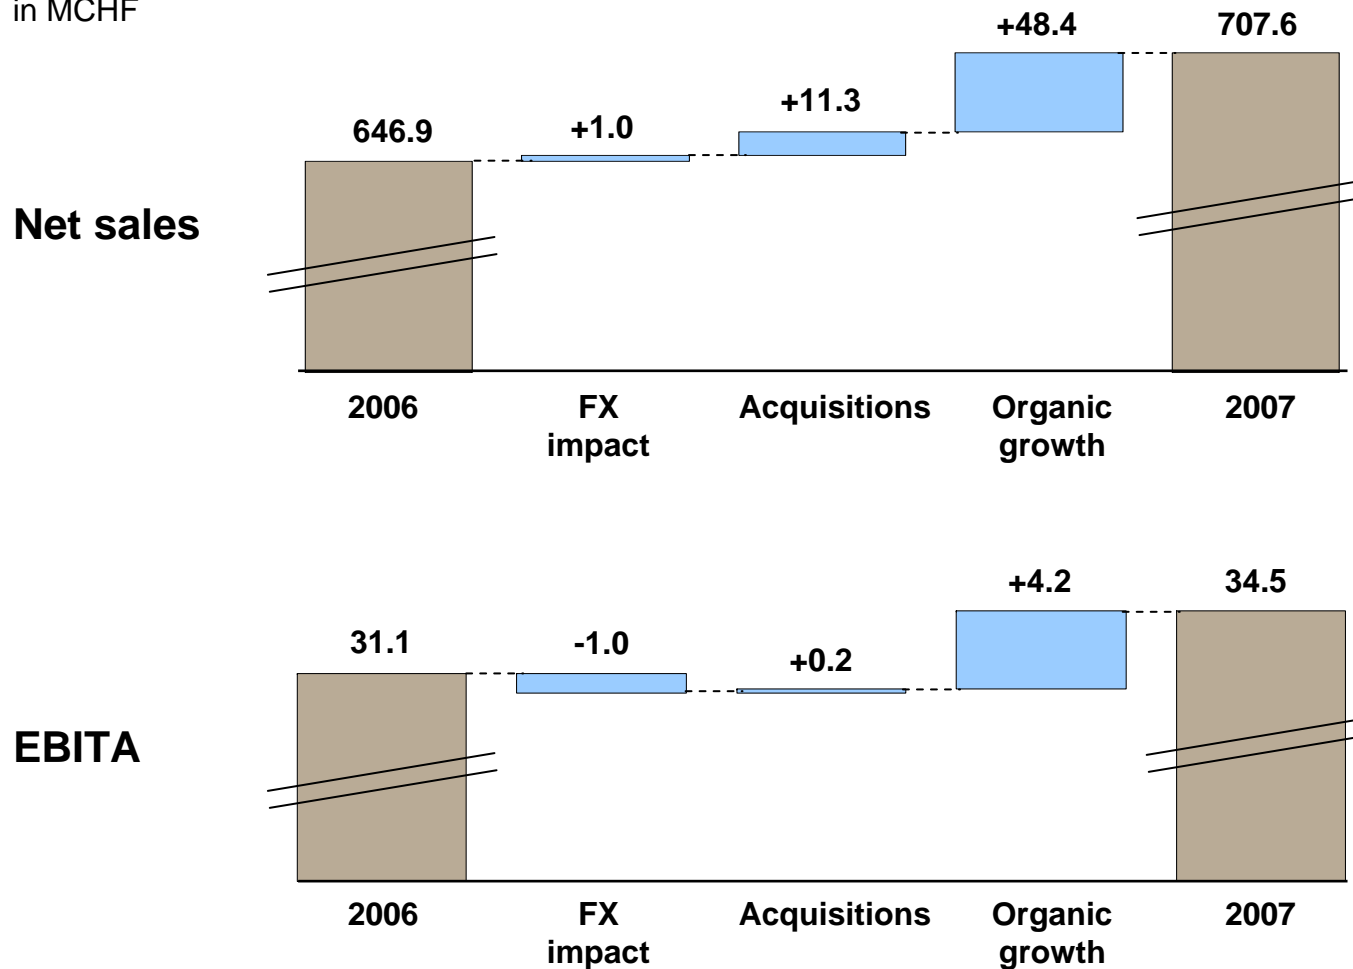 in MCHF
+48.4 707.6
+11.3
646.9 +1.0
Net sales
2006 FX Acquisitions Organic 2007
impact growth
+4.2 34.5
31.1 -1.0 +0.2
EBITA
2006 FX Acquisitions Organic 2007
impact growth